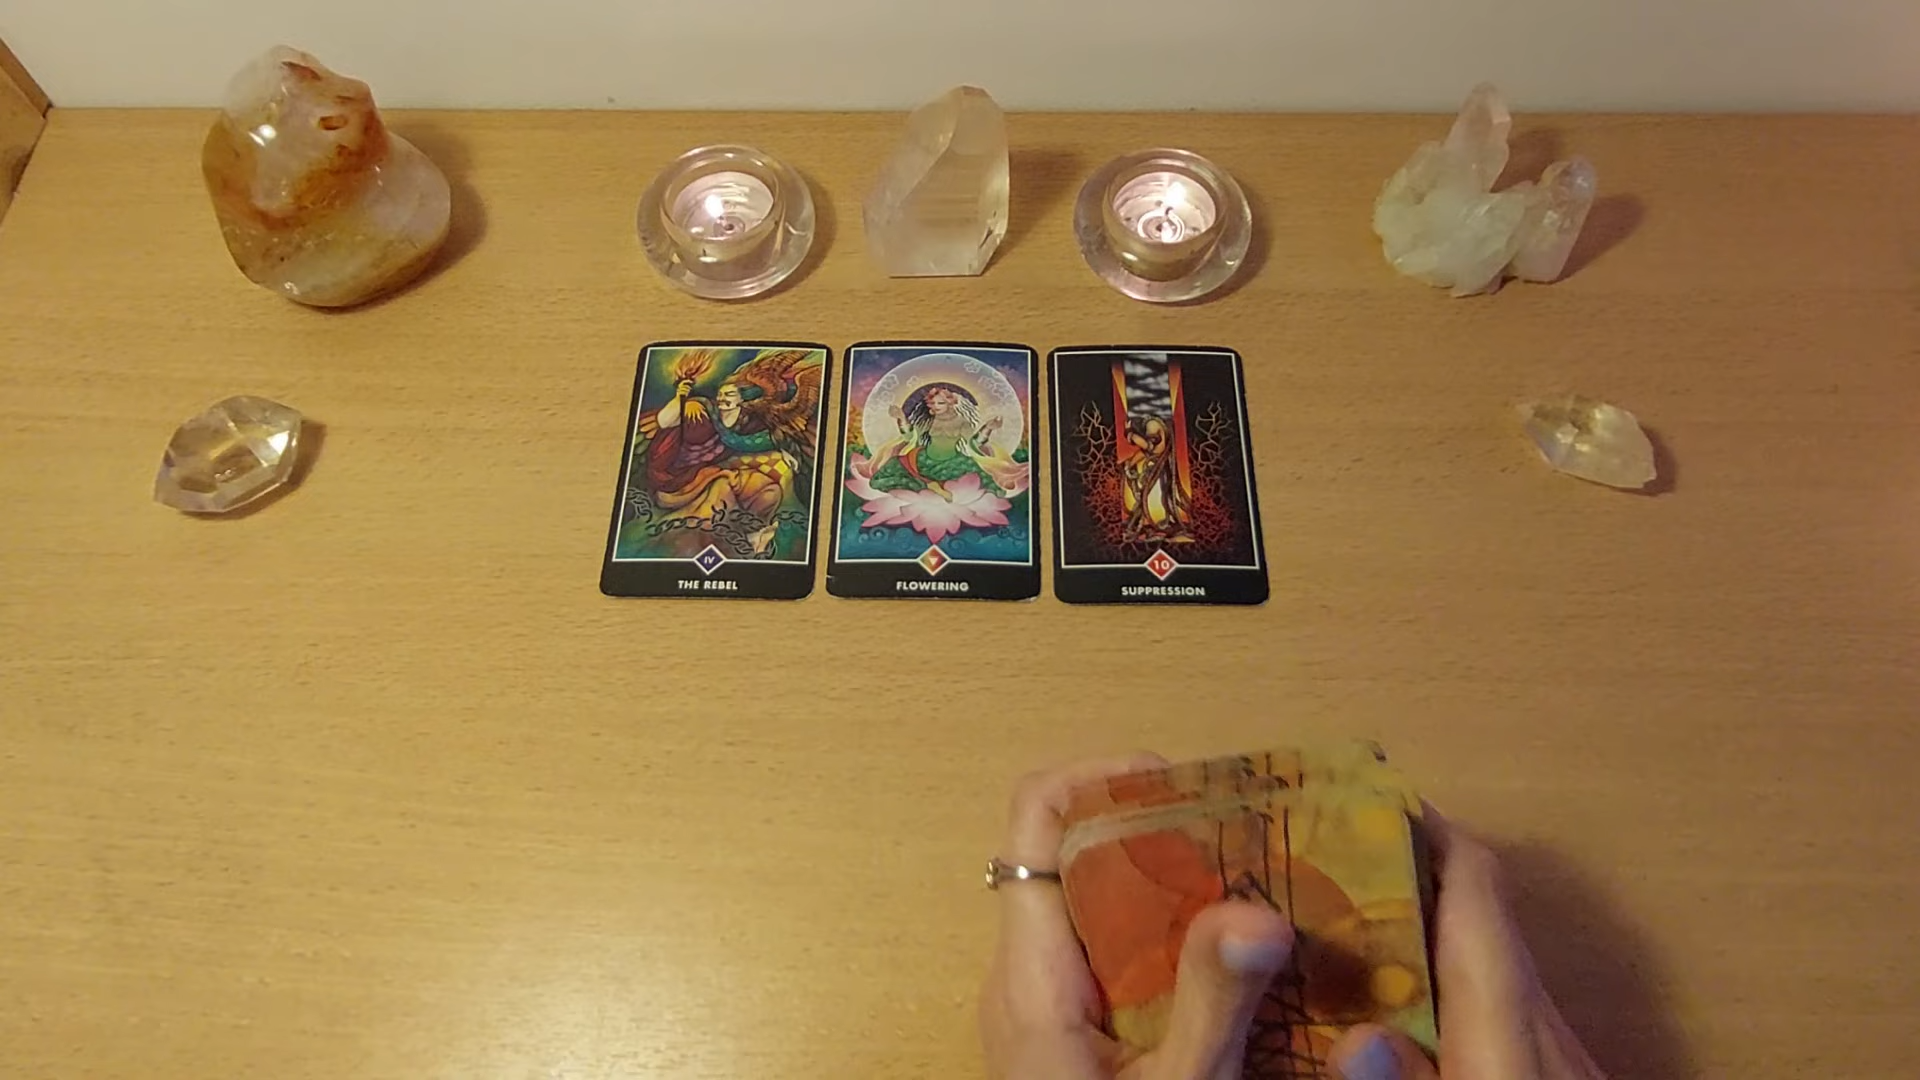 IV
THE REBEL
FLOWERING
10
SUPPRESSION